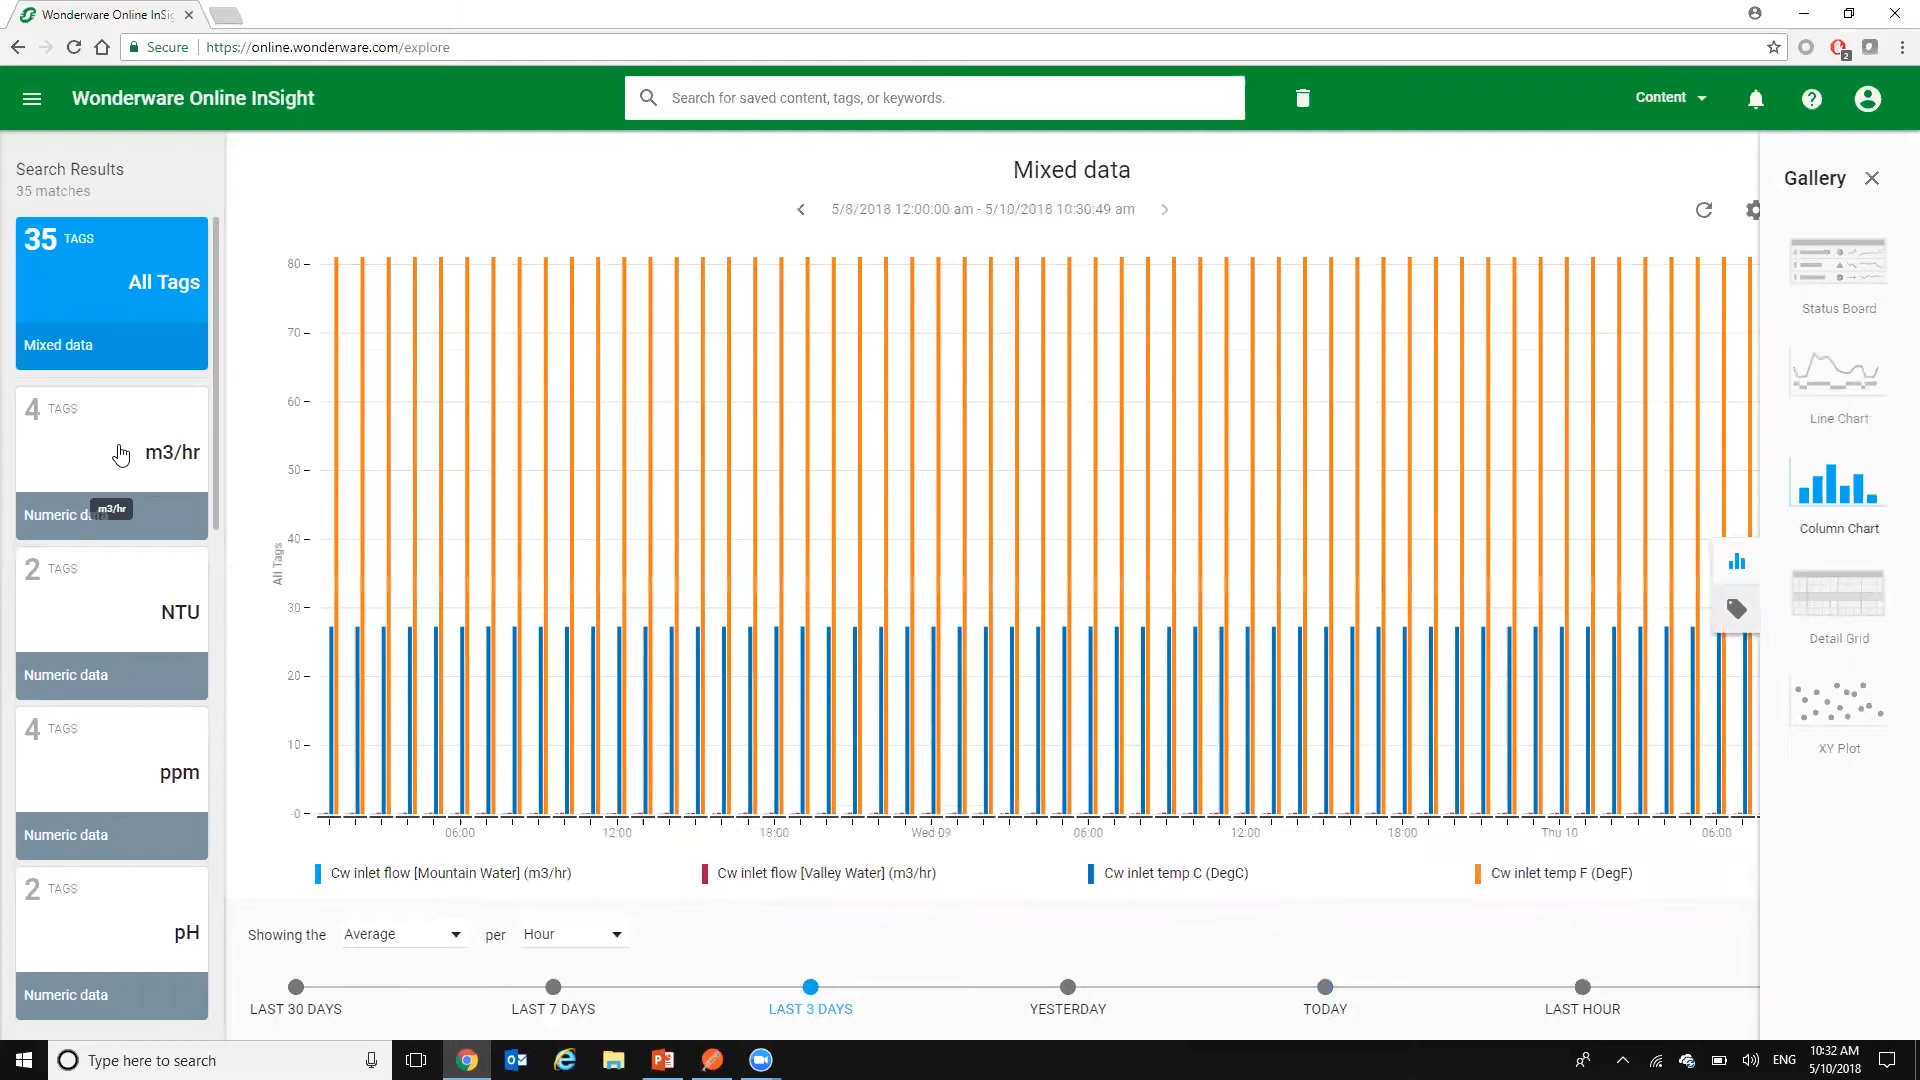 Wonderware Online InSi
Secure
https://online.wonderware.com/explore
2
Wonderware Online InSight
Search for saved content, tags, or keywords.
Content
Search Results
35 matches
35 TAGS
All Tags
Mixed data
4 TAGS
m3/hr
Numeric d
m3/hr
2 TAGS
NTU
Numeric data
4 TAGS
ppm
Numeric data
2 TAGS
pH
Numeric data
Mixed data
5/8/2018 12:00:00 am - 5/10/2018 10:30:49 am
80
70
60
50
40
30
20
10
-0
All Tags
06:00 12:00 18:00 Wed 09 06:00 12:00 18:00 Thu 10 06:00
Cw inlet flow [Mountain Water] (m3/hr)
Cw inlet flow [Valley Water] (m3/hr)
Cw inlet temp C (DegC)
Cw inlet temp F (DegF)
Showing the Average per Hour
LAST 30 DAYS LAST 7 DAYS LAST 3 DAYS YESTERDAY TODAY LAST HOUR
Gallery
Status Board
Line Chart
Column Chart
Detail Grid
XY Plot
Type here to search
ENG
10:32 AM
5/10/2018